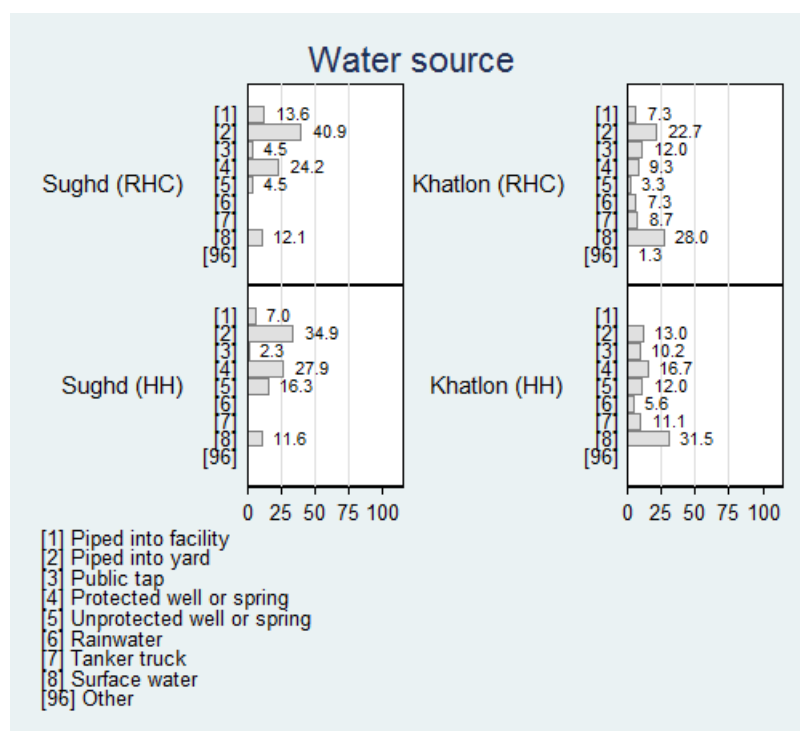 Water source
Sughd (RHC)
[1] 13.6
[2] 40.9
[3] 4.5
[4] 24.2
[5] 4.5
[6]
[7]
[8] 12.1
[96]
Khatlon (RHC)
[1] 7.3
[2] 22.7
[3] 12.0
[4] 9.3
[5] 3.3
[6] 7.3
[7] 8.7
[8] 28.0
[96] 1.3
Sughd (HH)
[1] 7.0
[2] 34.9
[3] 2.3
[4] 27.9
[5] 16.3
[6]
[7]
[8] 11.6
[96]
Khatlon (HH)
[1]
[2] 13.0
[3] 10.2
[4] 16.7
[5] 12.0
[6] 5.6
[7] 11.1
[8] 31.5
[96]
0 25 50 75 100
0 25 50 75 100
[1] Piped into facility
[2] Piped into yard
[3] Public tap
[4] Protected well or spring
[5] Unprotected well or spring
[6] Rainwater
[7] Tanker truck
[8] Surface water
[96] Other